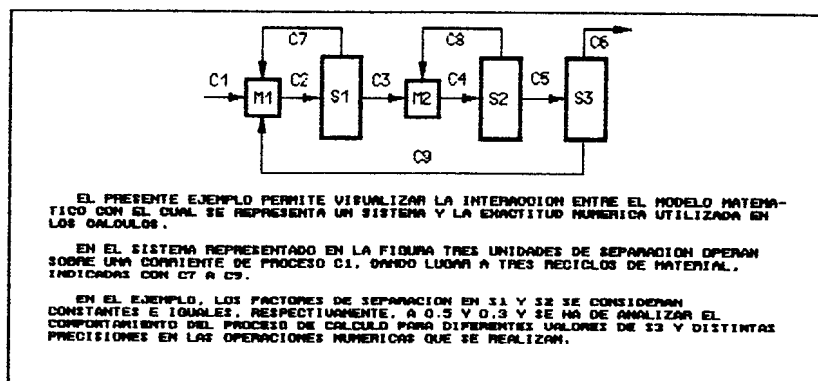 C7
C8
C6
C1
C2
C3
C4
C5
M1
S1
M2
S2
S3
C9
EL PRESENTE EJEMPLO PERMITE VISUALIZAR LA INTERACCION ENTRE EL MODELO MATEMA-
TICO CON EL CUAL SE REPRESENTA UN SISTEMA Y LA EXACTITUD NUMERICA UTILIZADA EN
LOS CALCULOS.
EN EL SISTEMA REPRESENTADO EN LA FIGURA TRES UNIDADES DE SEPARACION OPERAN
SOBRE UNA CORRIENTE DE PROCESO C1, DANDO LUGAR A TRES RECICLOS DE MATERIAL,
INDICADAS CON C7 A C9.
EN EL EJEMPLO, LOS FACTORES DE SEPARACION EN S1 Y S2 SE CONSIDERAN
CONSTANTES E IGUALES, RESPECTIVAMENTE, A 0.5 Y 0.3 Y SE HA DE ANALIZAR EL
COMPORTAMIENTO DEL PROCESO DE CALCULO PARA DIFERENTES VALORES DE S3 Y DISTINTAS
PRECISIONES EN LAS OPERACIONES NUMERICAS QUE SE REALIZAN.